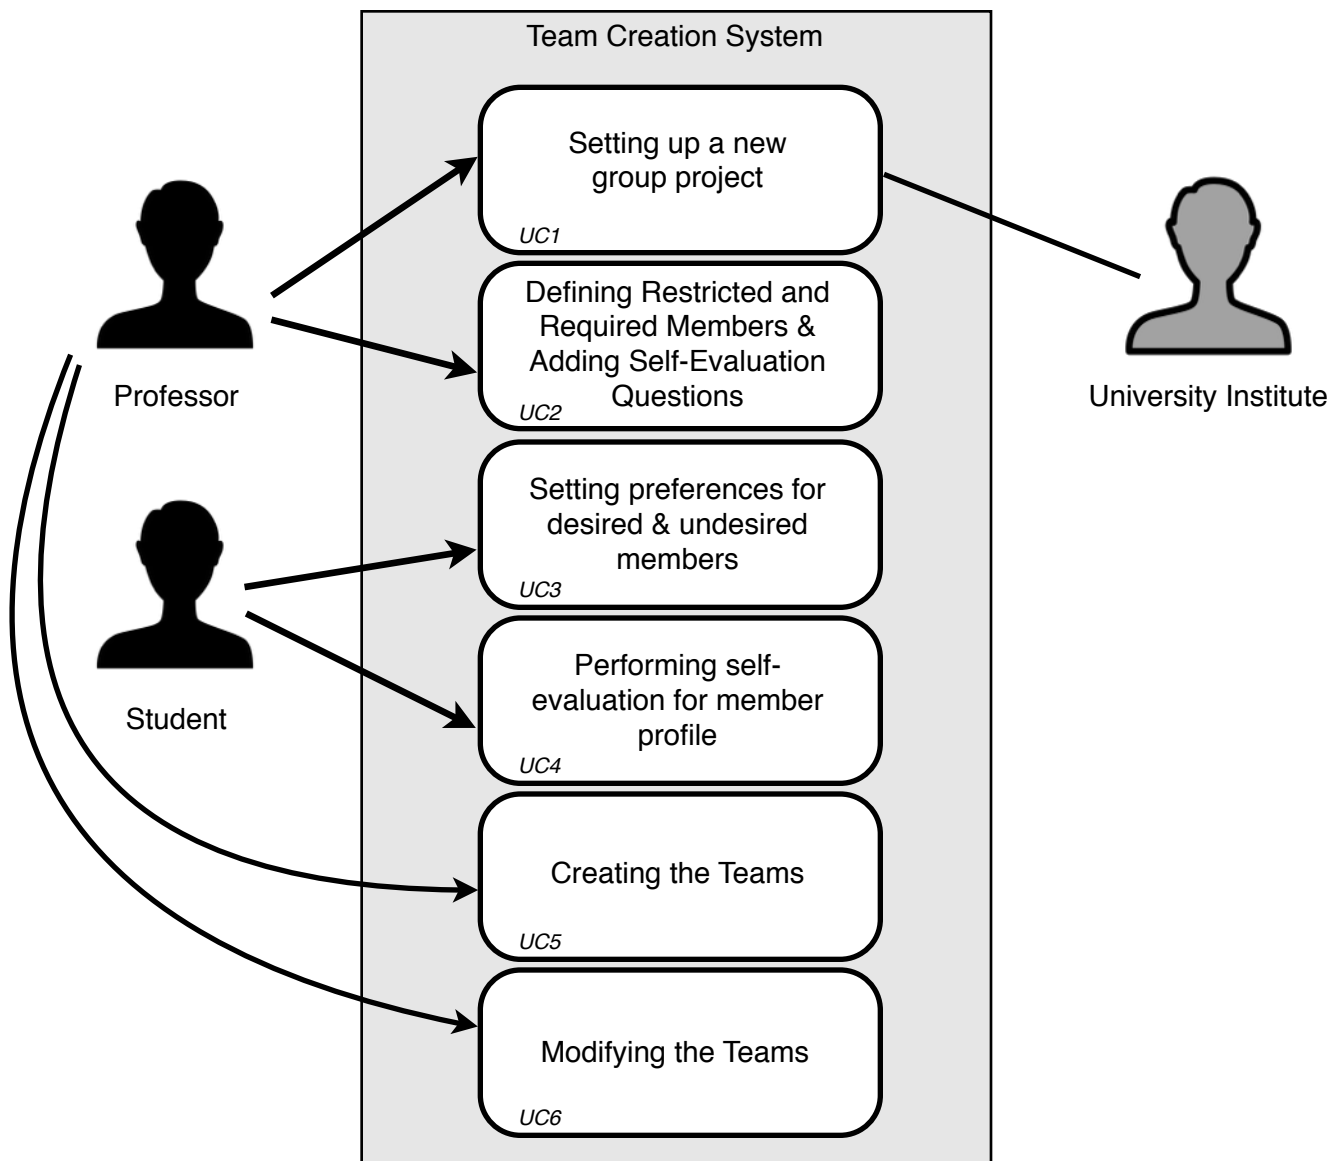 Team Creation System
Setting up a new
group project
UC1
Defining Restricted and
Required Members &
Adding Self-Evaluation
Questions
UC2
Professor
University Institute
Setting preferences for
desired & undesired
members
UC3
Performing self-
evaluation for member
profile
UC4
Student
Creating the Teams
UC5
Modifying the Teams
UC6